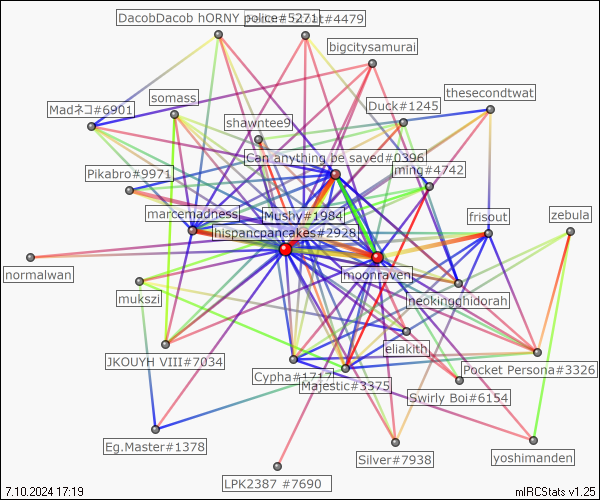 DacobDacob hORNY police#5271
#4479
bigcitysamurai
thesecondtwat
somass
Madネコ#6901
Duck#1245
shawntee9
Can anything be saved#0396
ming#4742
Pikabro#9971
marcemadness
Mushy#1984
frisout
zebula
hispancpancakes#2928
normalwan
moonraven
mukszi
neokingghidorah
eliakith
JKOUYH VIII#7034
Cypha#1717
Pocket Persona#3326
Majestic#3375
Swirly Boi#6154
Eg.Master#1378
Silver#7938
yoshimanden
LPK2387 #7690
7.10.2024 17:19
mIRCStats v1.25